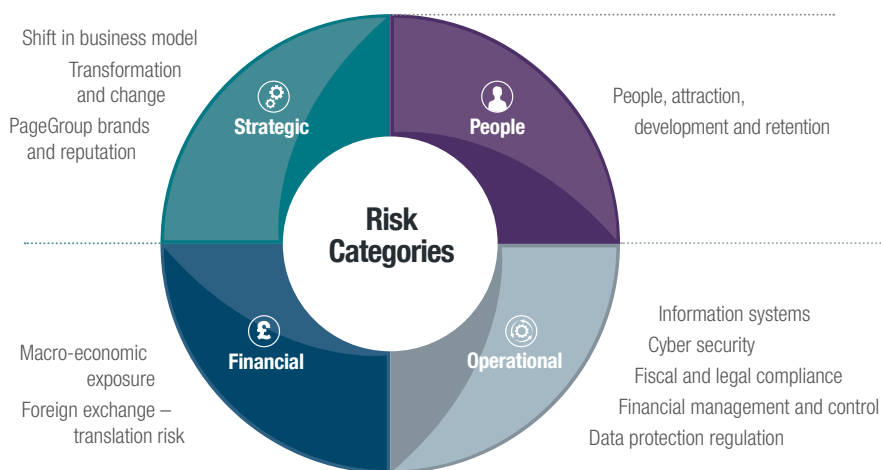 Shift in business model
Transformation
and change
PageGroup brands
and reputation
Strategic
People
People, attraction,
development and retention
Risk
Categories
Macro-economic
exposure
Foreign exchange –
translation risk
£
Financial
Operational
Information systems
Cyber security
Fiscal and legal compliance
Financial management and control
Data protection regulation